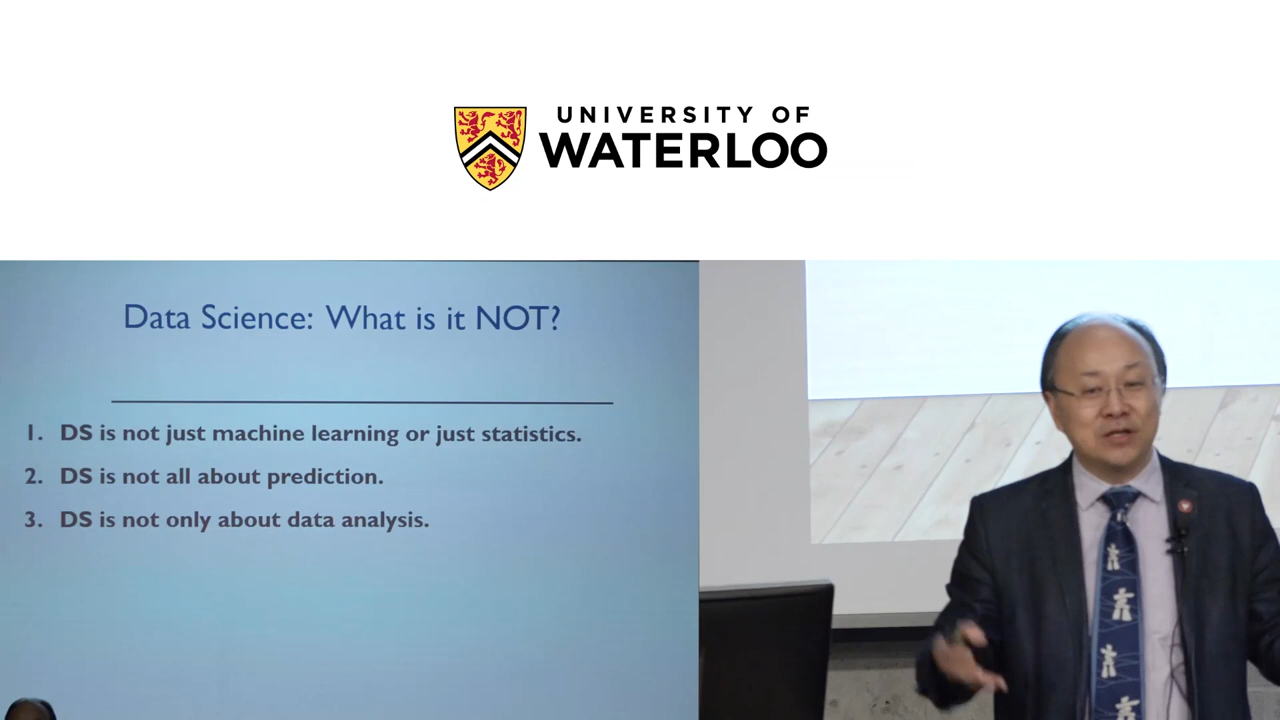 UNIVERSITY OF
WATERLOO
Data Science: What is it NOT?
1. DS is not just machine learning or just statistics.
2. DS is not all about prediction.
3. DS is not only about data analysis.